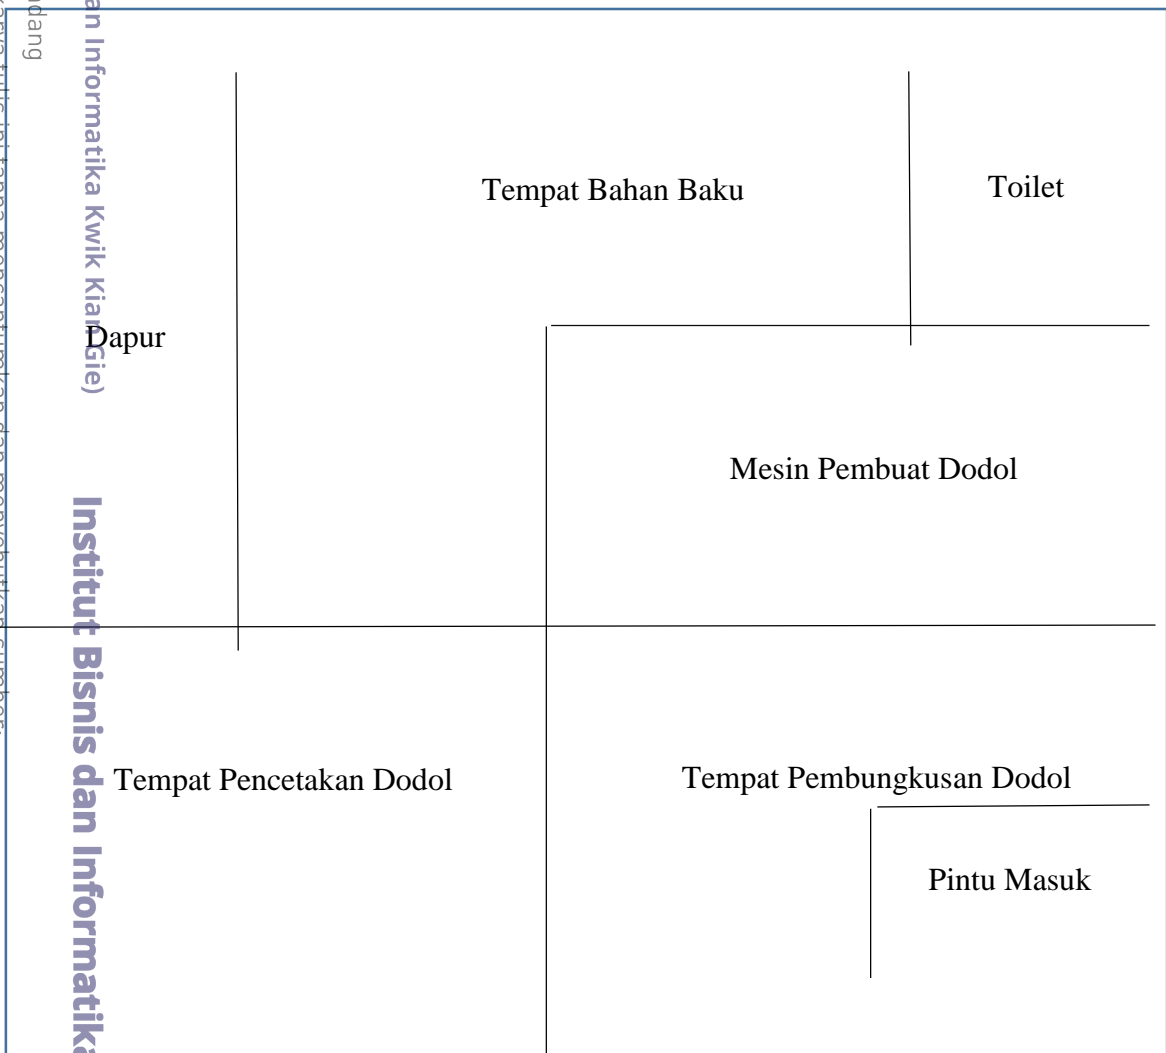 Tempat Bahan Baku
Toilet
Dapur
Mesin Pembuat Dodol
Tempat Pencetakan Dodol
Tempat Pembungkusan Dodol
Pintu Masuk
an Informatika Kwik Kian Gie)
Institut Bisnis dan Informatika